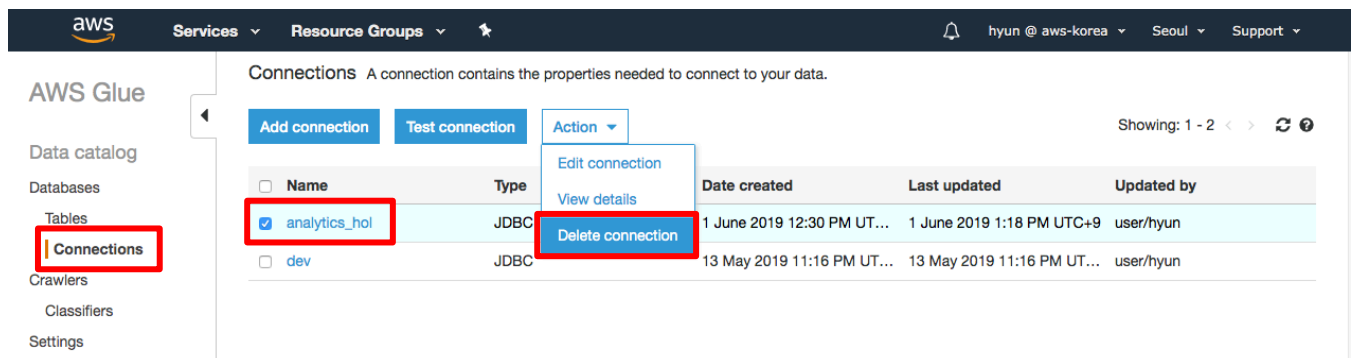 aws Services Resource Groups hyun @ aws-korea Seoul Support
AWS Glue
Connections A connection contains the properties needed to connect to your data.
Add connection Test connection Action Showing: 1 - 2 < >
Edit connection
View details
Delete connection
Data catalog
Databases
Tables
Connections
Crawlers
Classifiers
Settings
Name Type Date created Last updated Updated by
analytics_hol JDBC 1 June 2019 12:30 PM UT... 1 June 2019 1:18 PM UTC+9 user/hyun
dev JDBC 13 May 2019 11:16 PM UT... 13 May 2019 11:16 PM UT... user/hyun